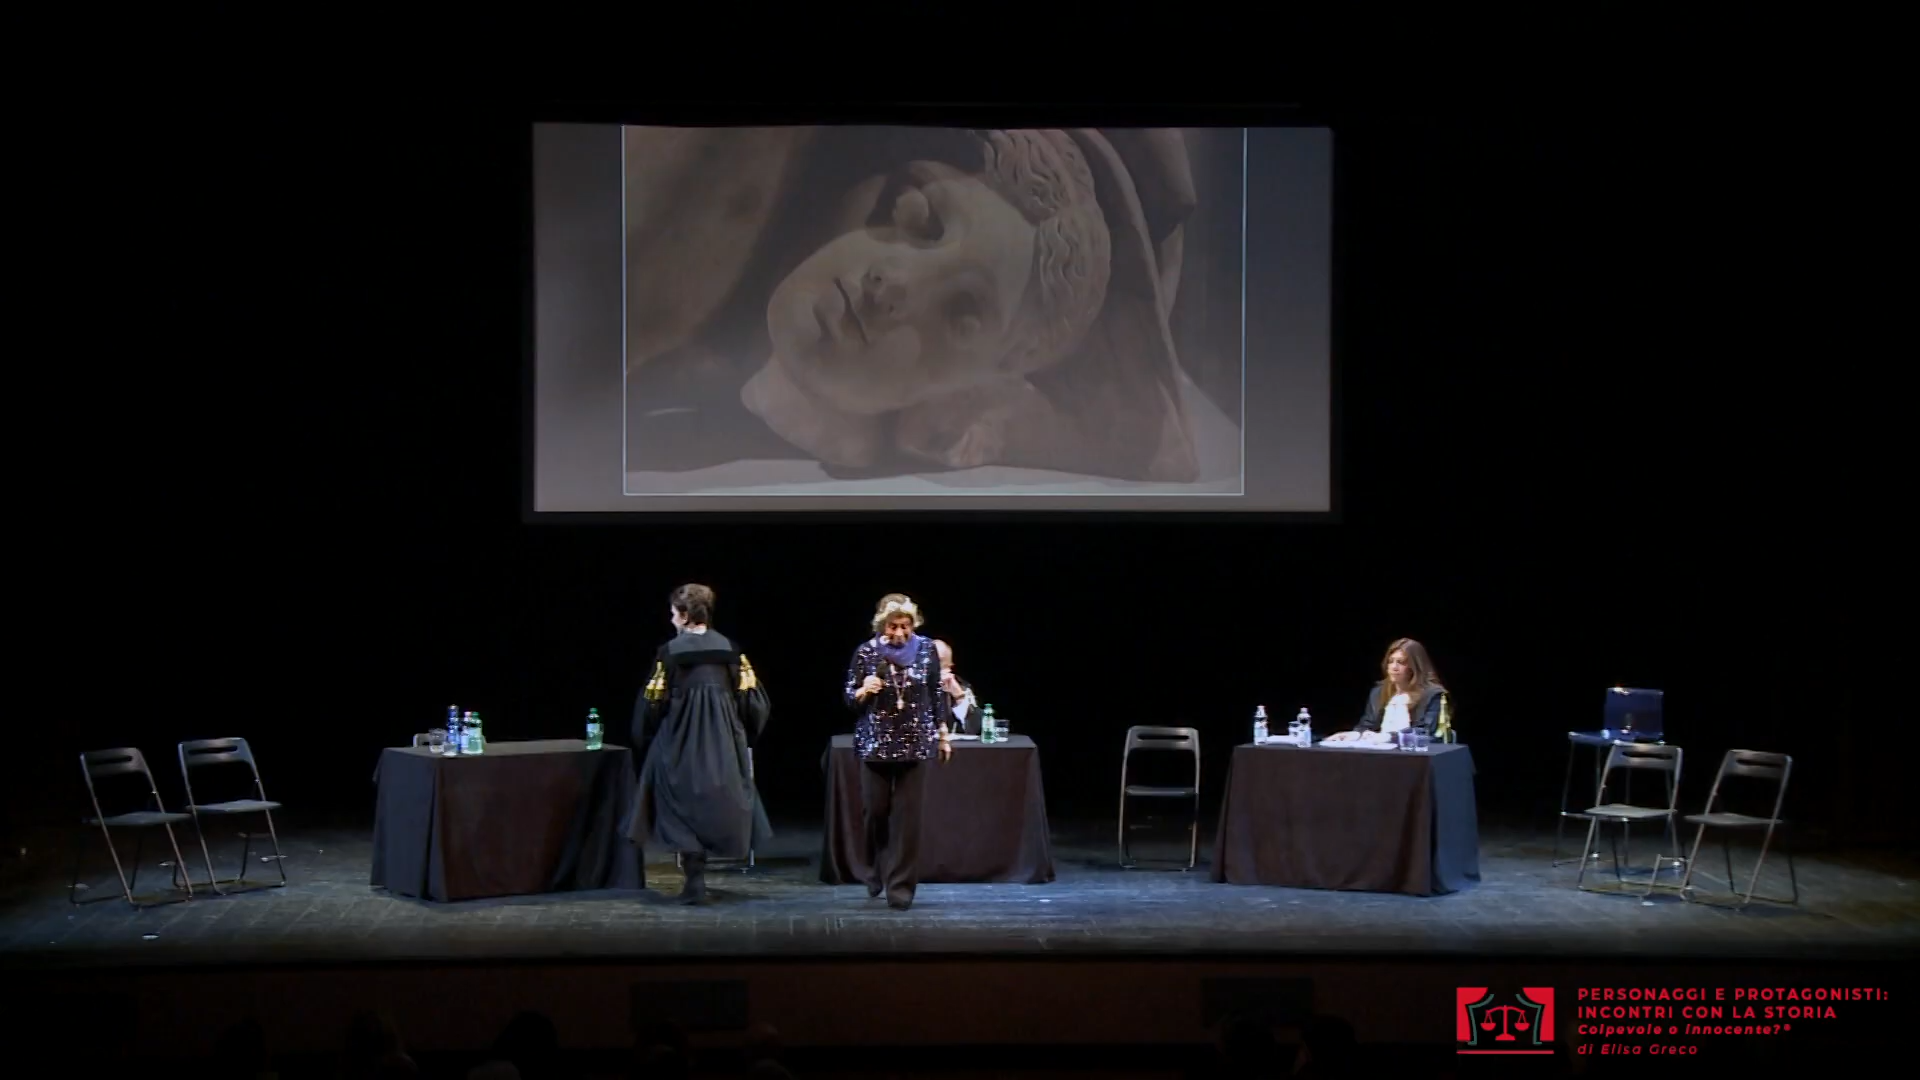 PERSONAGGI E PROTAGONISTI:
INCONTRI CON LA STORIA
Colpevole o innocente?®
di Elisa Greco